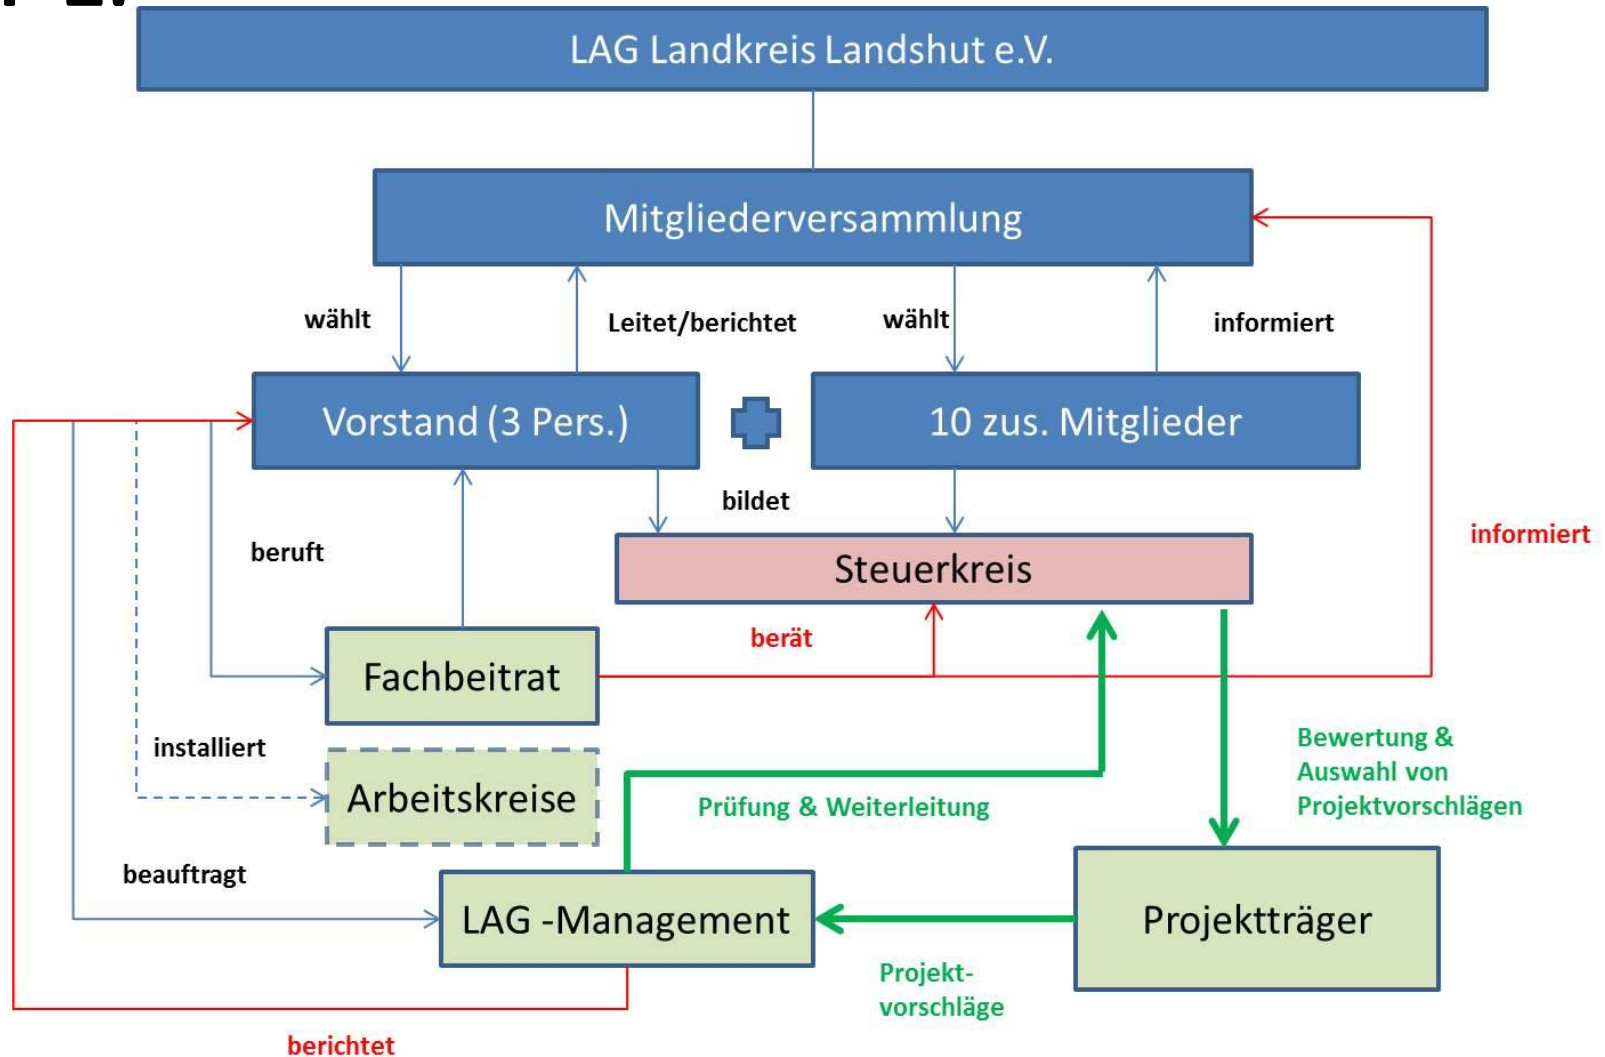 LAG Landkreis Landshut e.V.
Mitgliederversammlung
wählt
Leitet/berichtet
wählt
informiert
Vorstand (3 Pers.)
10 zus. Mitglieder
bildet
informiert
beruft
Steuerkreis
berät
Fachbeitrat
installiert
Bewertung &
Auswahl von
Projektvorschlägen
Arbeitskreise
Prüfung & Weiterleitung
beauftragt
LAG -Management
Projektträger
Projekt-
vorschläge
berichtet